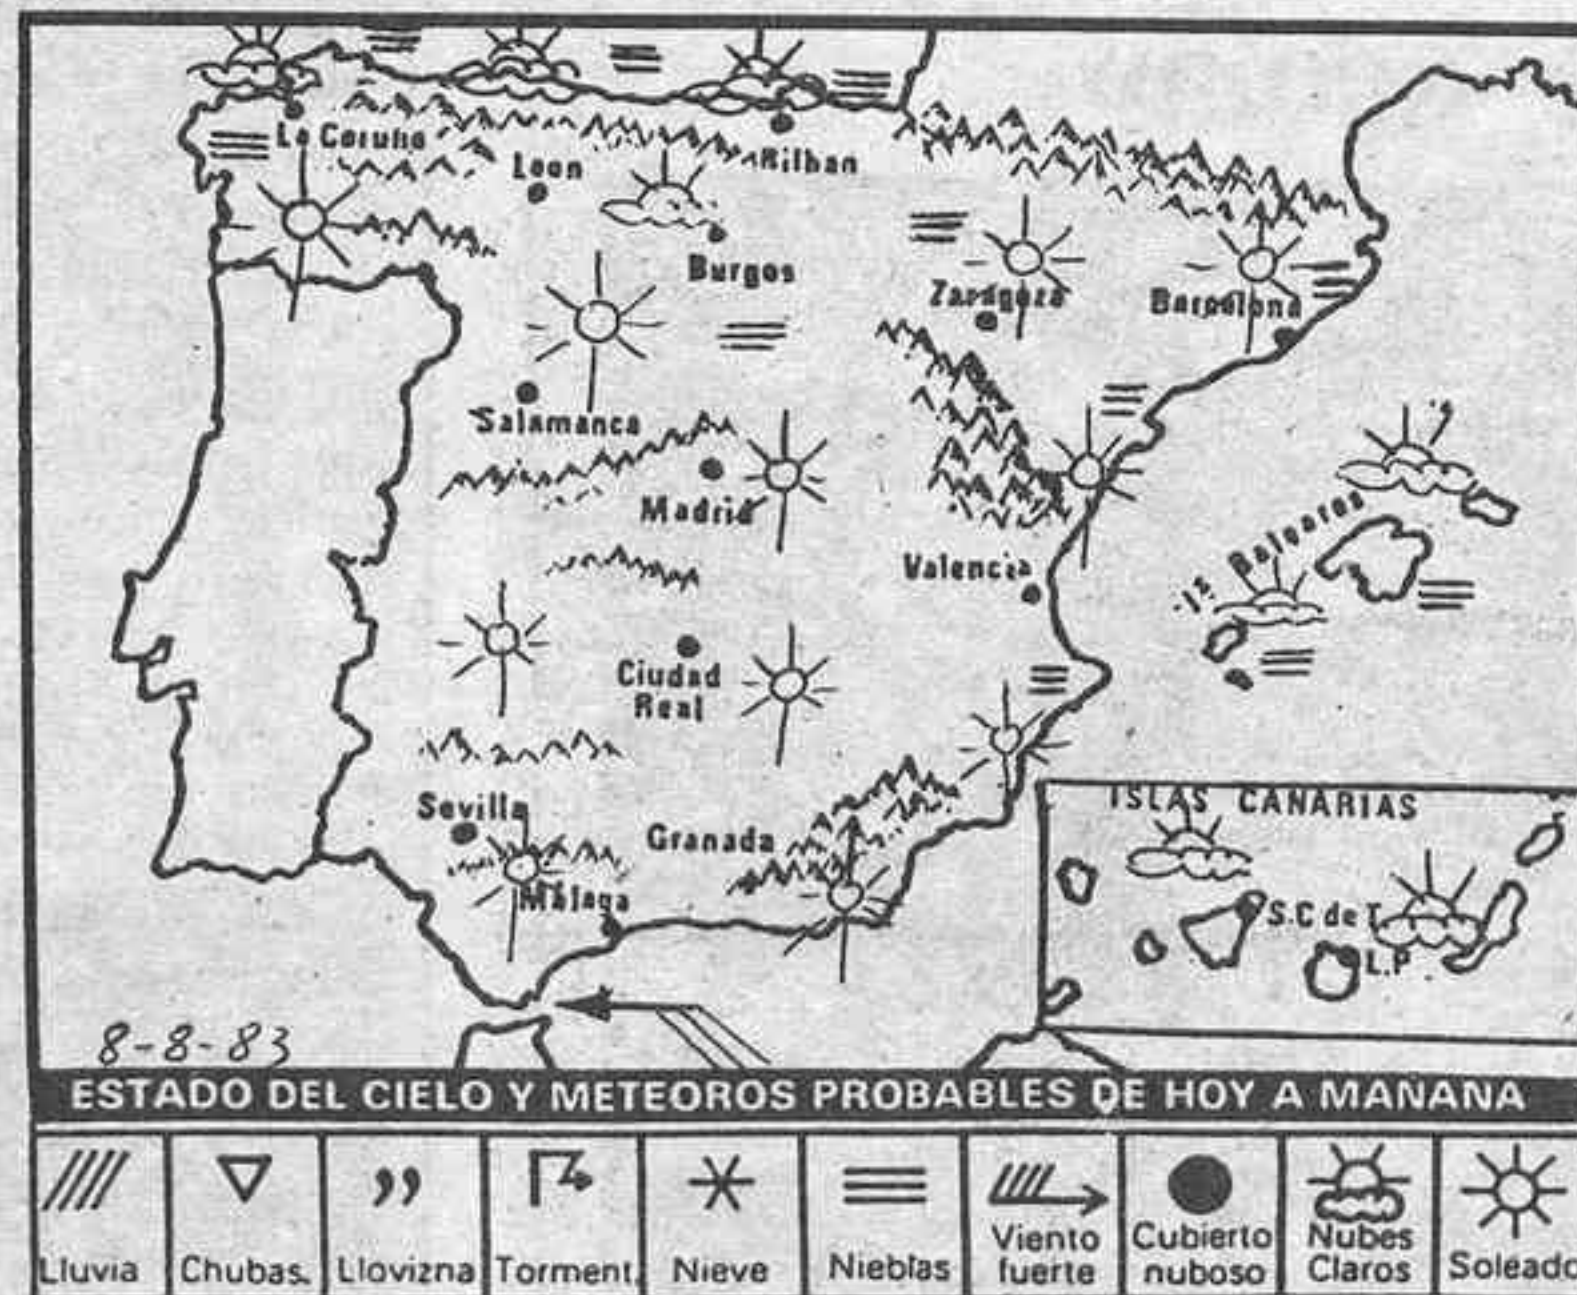 La Coruña
Leon
Bilbao
Burgos
Zaragoza
Barcelona
Salamanca
Madrid
Is Baleares
Valencia
Ciudad
Real
Sevilla
Granada
Málaga
ISLAS CANARIAS
S.C de T.
L.P
8-8-83
ESTADO DEL CIELO Y METEOROS PROBABLES DE HOY A MAÑANA
Lluvia
Chubas.
Llovizna
Torment.
Nieve
Nieblas
Viento
fuerte
Cubierto
nuboso
Nubes
Claros
Soleado